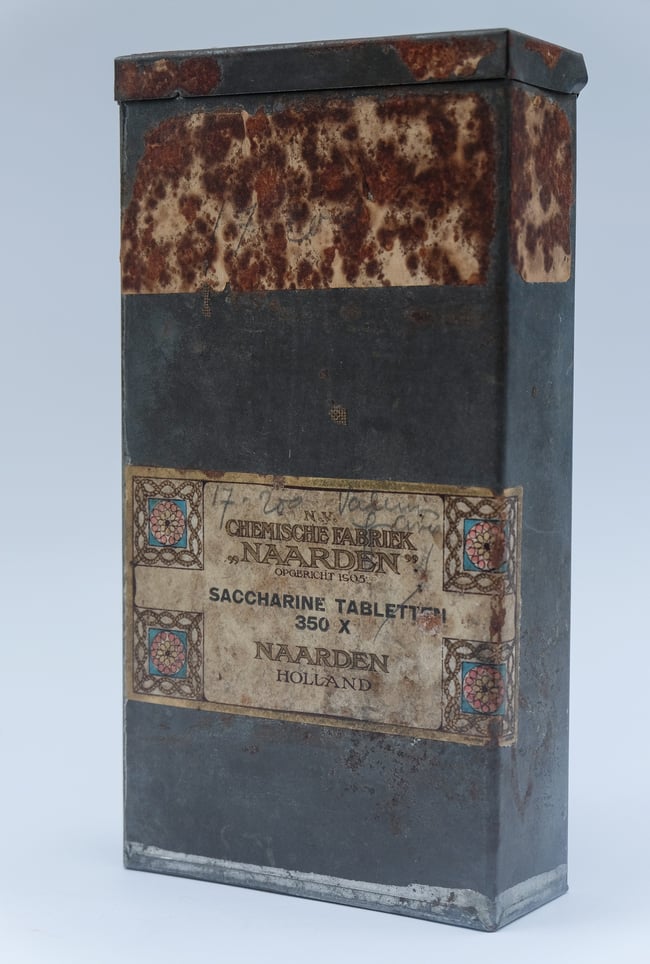 N.V.
CHEMISCHE FABRIEK
„NAARDEN”
OPGERICHT 1905
SACCHARINE TABLETTEN
350 X
NAARDEN
HOLLAND